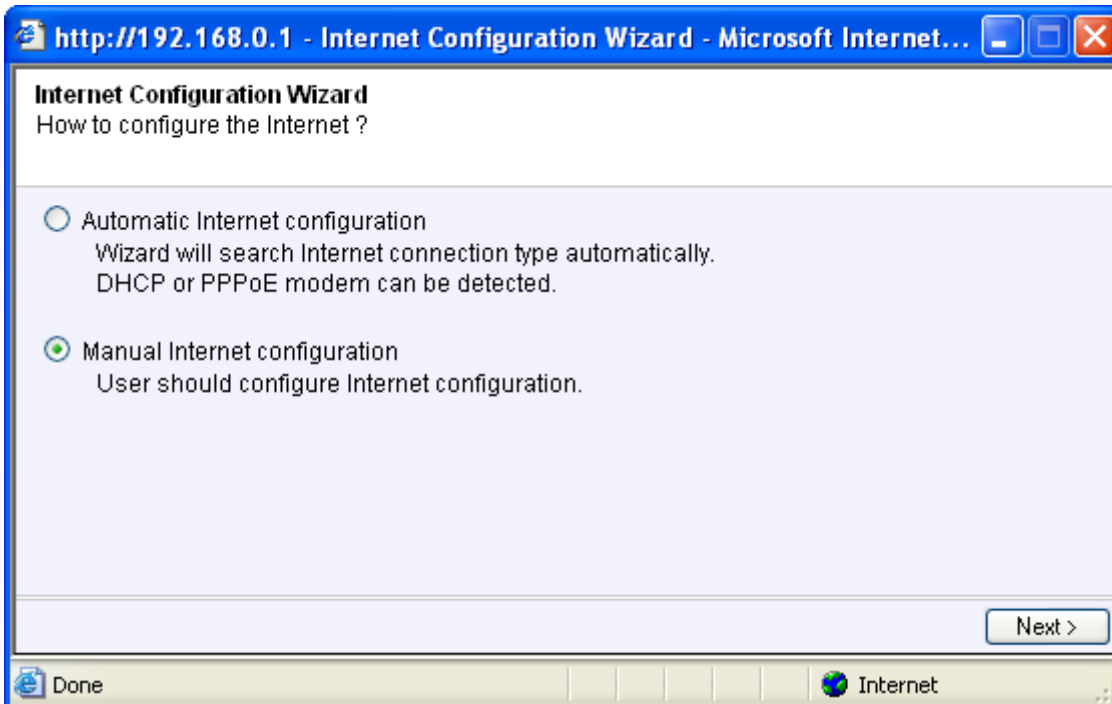 http://192.168.0.1 - Internet Configuration Wizard - Microsoft Internet...
Internet Configuration Wizard
How to configure the Internet ?
Automatic Internet configuration
Wizard will search Internet connection type automatically.
DHCP or PPPoE modem can be detected.
Manual Internet configuration
User should configure Internet configuration.
Next >
Done
Internet